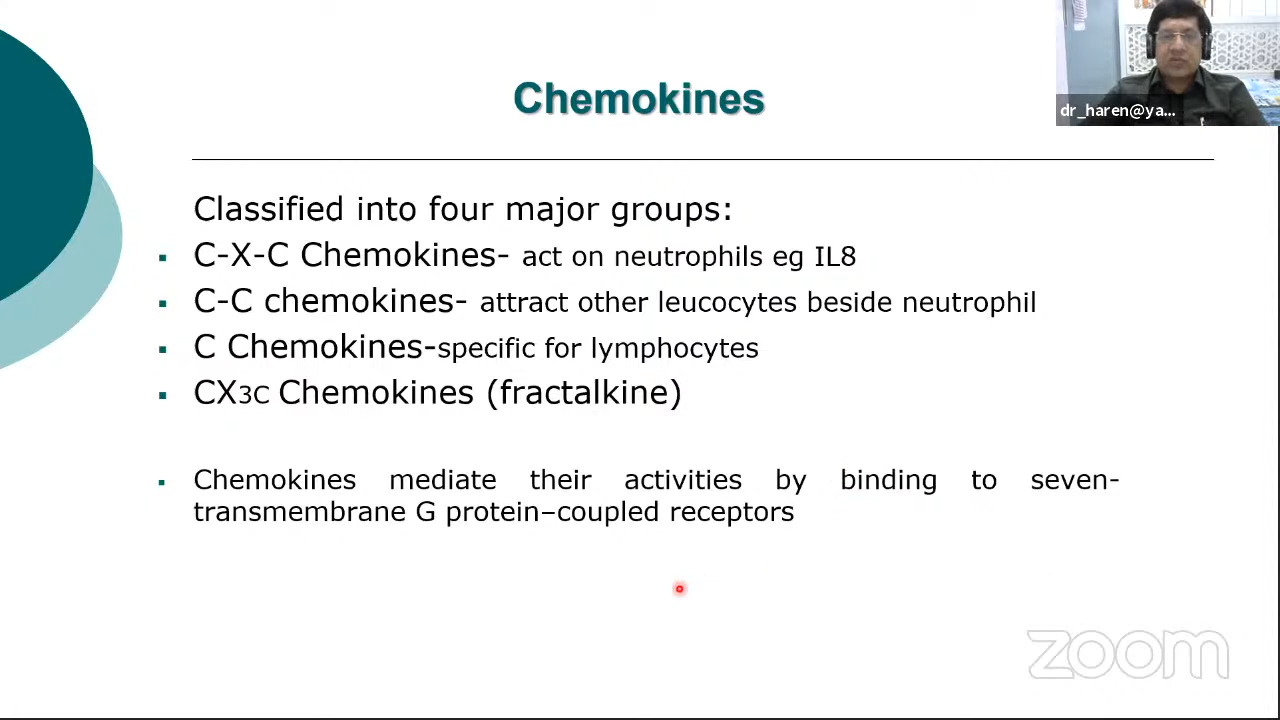 Chemokines
dr_haren@ya...
Classified into four major groups:
C-X-C Chemokines- act on neutrophils eg IL8
C-C chemokines- attract other leucocytes beside neutrophil
C Chemokines-specific for lymphocytes
CX3C Chemokines (fractalkine)
Chemokines mediate their activities by binding to seven-
transmembrane G protein–coupled receptors
zoom